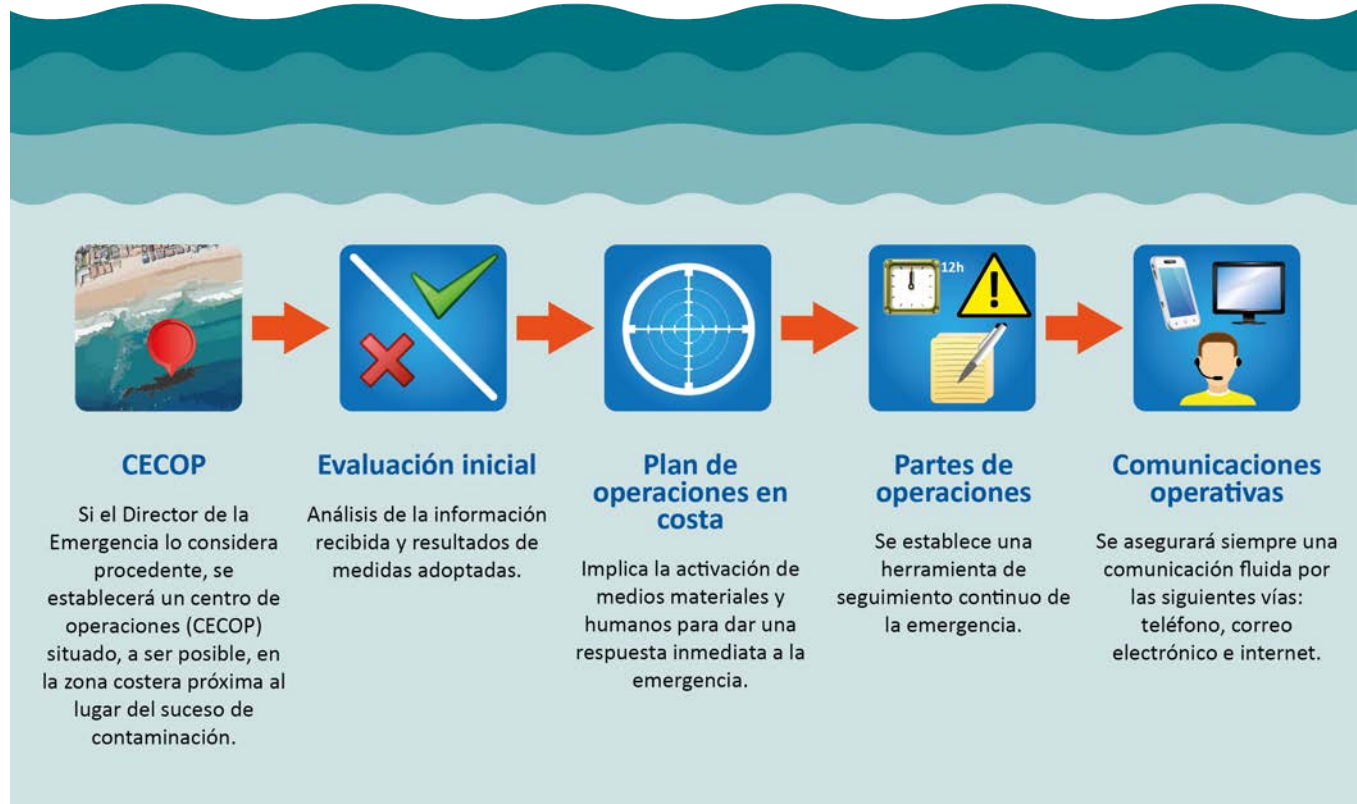 12h
CECOP
Si el Director de la
Emergencia lo considera
procedente, se
establecerá un centro de
operaciones (CECOP)
situado, a ser posible, en
la zona costera próxima al
lugar del suceso de
contaminación.
Evaluación inicial
Análisis de la información
recibida y resultados de
medidas adoptadas.
Plan de
operaciones en
costa
Implica la activación de
medios materiales y
humanos para dar una
respuesta inmediata a la
emergencia.
Partes de
operaciones
Se establece una
herramienta de
seguimiento continuo de
la emergencia.
Comunicaciones
operativas
Se asegurará siempre una
comunicación fluida por
las siguientes vías:
teléfono, correo
electrónico e internet.